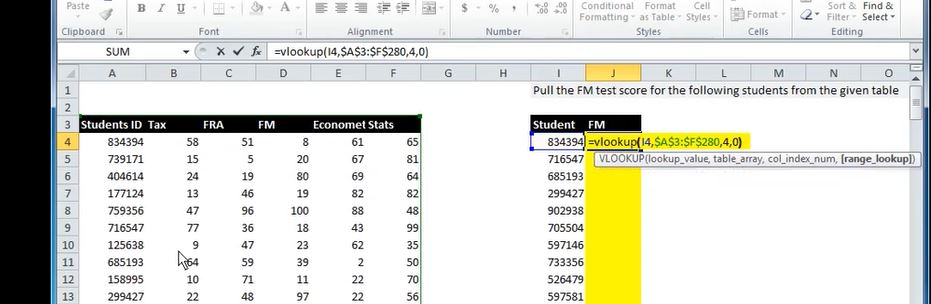 Paste B I U Conditional Formatting Format as Table Cell Styles Format Sort & Filter Find & Select
Clipboard Font Alignment Number Styles Cells Editing
SUM fx =vlookup(I4,$A$3:$F$280,4,0)
A B C D E F G H I J K L M N O
1 Pull the FM test score for the following students from the given table
2
3 Students ID Tax FRA FM Economet Stats Student FM
4 834394 58 51 8 61 65 834394 =vlookup(I4,$A$3:$F$280,4,0)
5 739171 15 5 20 67 81 716547 VLOOKUP(lookup_value, table_array, col_index_num, [range_lookup])
6 404614 24 19 80 69 64 685193
7 177124 13 46 19 82 82 299427
8 759356 47 96 100 88 48 902938
9 716547 77 36 18 43 99 705504
10 125638 9 47 23 62 35 597146
11 685193 64 59 39 2 50 733356
12 158995 10 71 11 22 70 526479
13 299427 22 48 97 22 56 597581